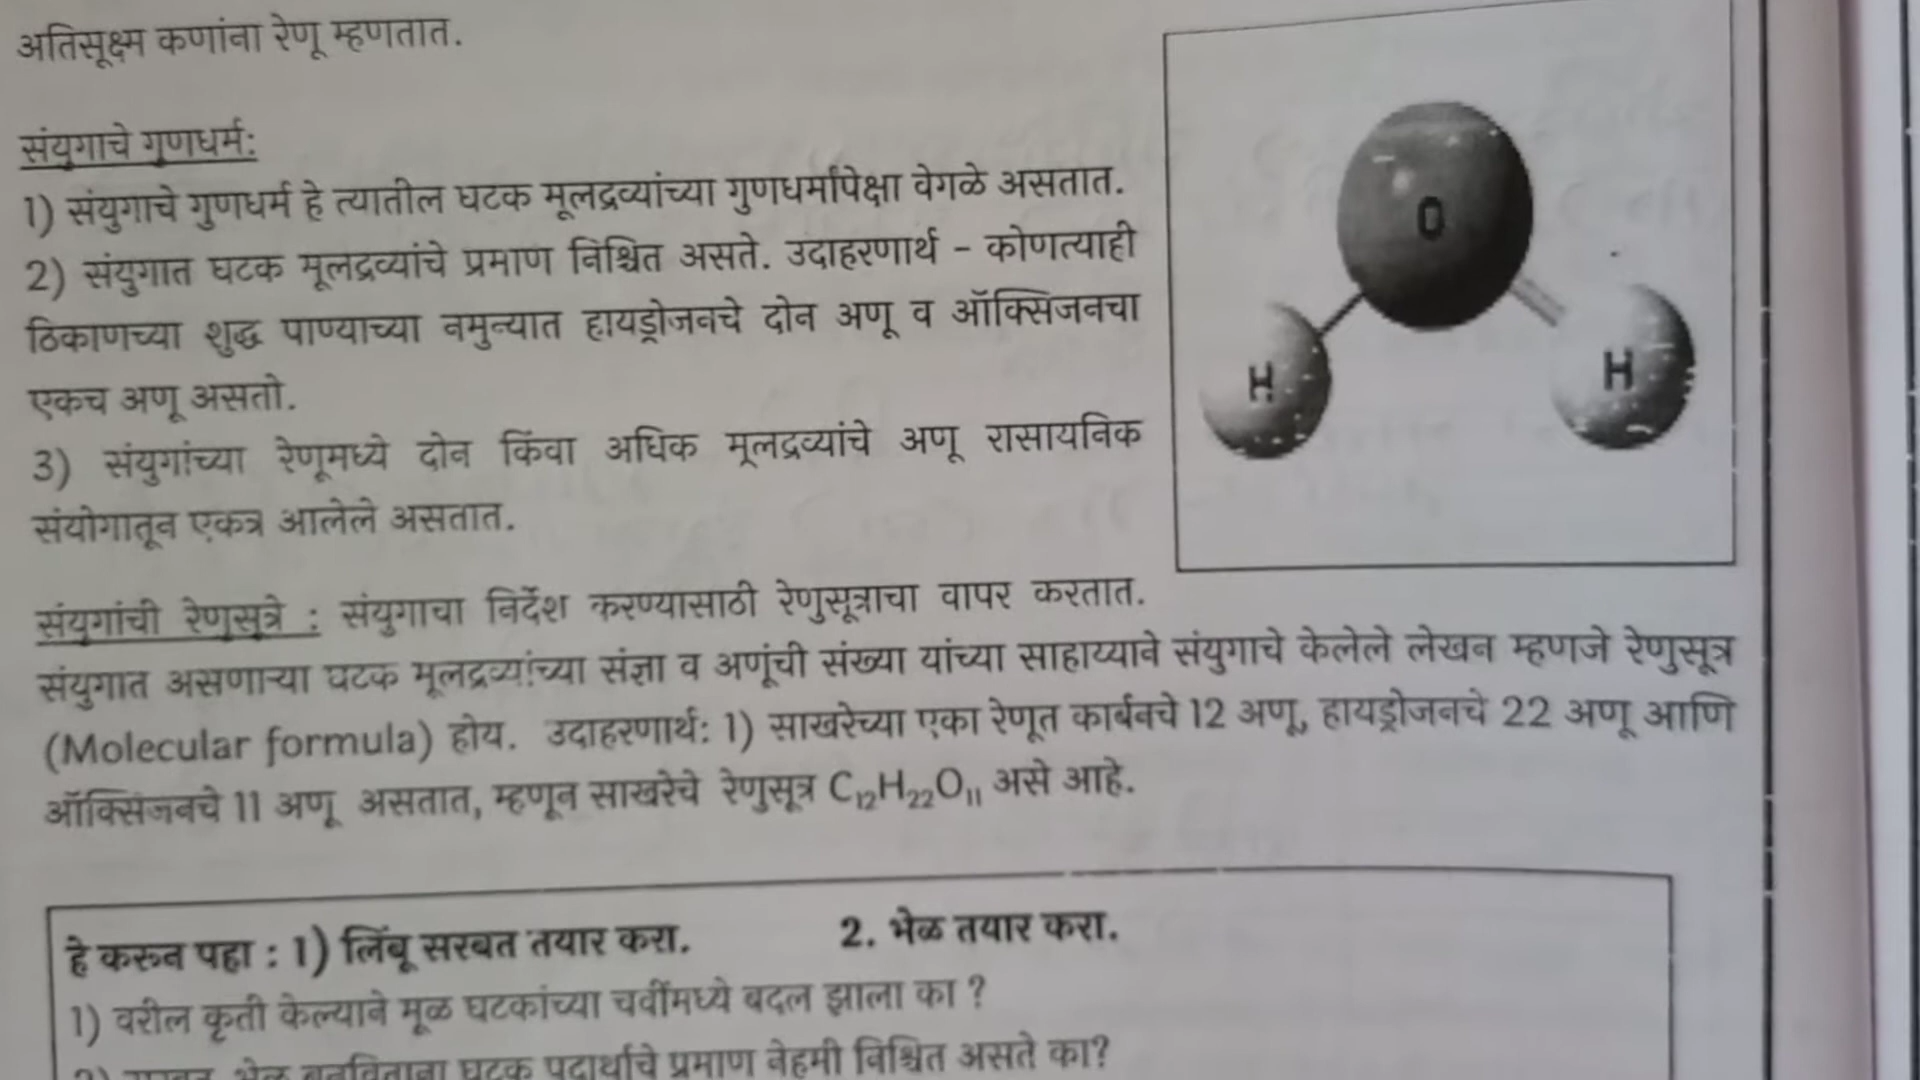 अतिसूक्ष्म कणांना रेणू म्हणतात.
संयुगाचे गुणधर्म:
1) संयुगाचे गुणधर्म हे त्यातील घटक मूलद्रव्यांच्या गुणधर्मांपेक्षा वेगळे असतात.
2) संयुगात घटक मूलद्रव्यांचे प्रमाण निश्चित असते. उदाहरणार्थ - कोणत्याही
ठिकाणच्या शुद्ध पाण्याच्या नमुन्यात हायड्रोजनचे दोन अणू व ऑक्सिजनचा
एकच अणू असतो.
3) संयुगांच्या रेणूमध्ये दोन किंवा अधिक मूलद्रव्यांचे अणू रासायनिक
संयोगातून एकत्र आलेले असतात.
O
H
H
संयुगांची रेणुसूत्रे : संयुगाचा निर्देश करण्यासाठी रेणुसूत्राचा वापर करतात.
संयुगात असणाऱ्या घटक मूलद्रव्यांच्या संज्ञा व अणूंची संख्या यांच्या साहाय्याने संयुगाचे केलेले लेखन म्हणजे रेणुसूत्र
(Molecular formula) होय. उदाहरणार्थ: 1) साखरेच्या एका रेणूत कार्बनचे 12 अणू, हायड्रोजनचे 22 अणू आणि
ऑक्सिजनचे 11 अणू असतात, म्हणून साखरेचे रेणुसूत्र C₁₂H₂₂O₁₁ असे आहे.
हे करून पहा : 1) लिंबू सरबत तयार करा. 2. भेळ तयार करा.
1) वरील कृती केल्याने मूळ घटकांच्या चवींमध्ये बदल झाला का ?
भेळ बनविताना घटक पदार्थांचे प्रमाण नेहमी निश्चित असते का?